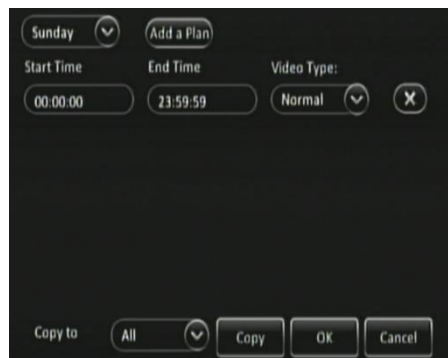 Sunday Add a Plan
Start Time End Time Video Type:
00:00:00 23:59:59 Normal X
Copy to All Copy OK Cancel